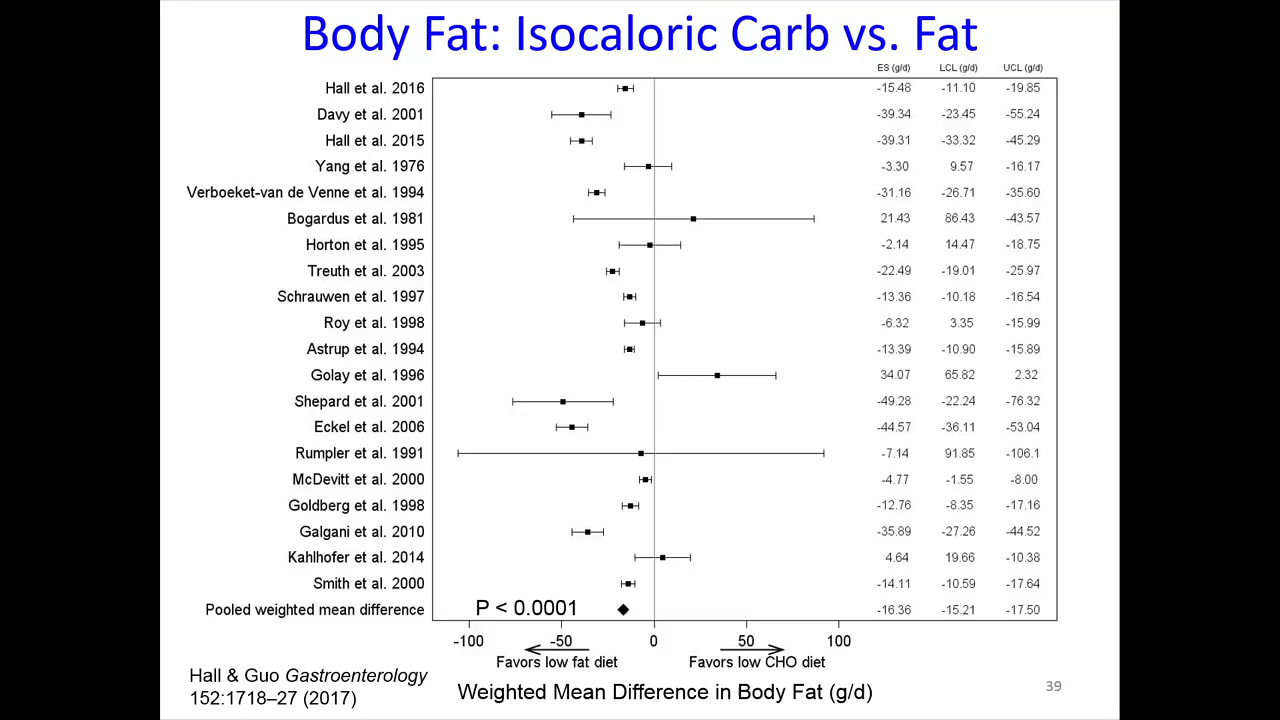 Body Fat: Isocaloric Carb vs. Fat
ES (g/d) LCL (g/d) UCL (g/d)
Hall et al. 2016 -15.48 -11.10 -19.85
Davy et al. 2001 -39.34 -23.45 -55.24
Hall et al. 2015 -39.31 -33.32 -45.29
Yang et al. 1976 -3.30 9.57 -16.17
Verboeket-van de Venne et al. 1994 -31.16 -26.71 -35.60
Bogardus et al. 1981 21.43 86.43 -43.57
Horton et al. 1995 -2.14 14.47 -18.75
Treuth et al. 2003 -22.49 -19.01 -25.97
Schrauwen et al. 1997 -13.36 -10.18 -16.54
Roy et al. 1998 -6.32 3.35 -15.99
Astrup et al. 1994 -13.39 -10.90 -15.89
Golay et al. 1996 34.07 65.82 2.32
Shepard et al. 2001 -49.28 -22.24 -76.32
Eckel et al. 2006 -44.57 -36.11 -53.04
Rumpler et al. 1991 -7.14 91.85 -106.1
McDevitt et al. 2000 -4.77 -1.55 -8.00
Goldberg et al. 1998 -12.76 -8.35 -17.16
Galgani et al. 2010 -35.89 -27.26 -44.52
Kahlhofer et al. 2014 4.64 19.66 -10.38
Smith et al. 2000 -14.11 -10.59 -17.64
Pooled weighted mean difference P < 0.0001 -16.36 -15.21 -17.50
-100 -50 0 50 100
Favors low fat diet Favors low CHO diet
Weighted Mean Difference in Body Fat (g/d)
Hall & Guo Gastroenterology
152:1718–27 (2017)
39